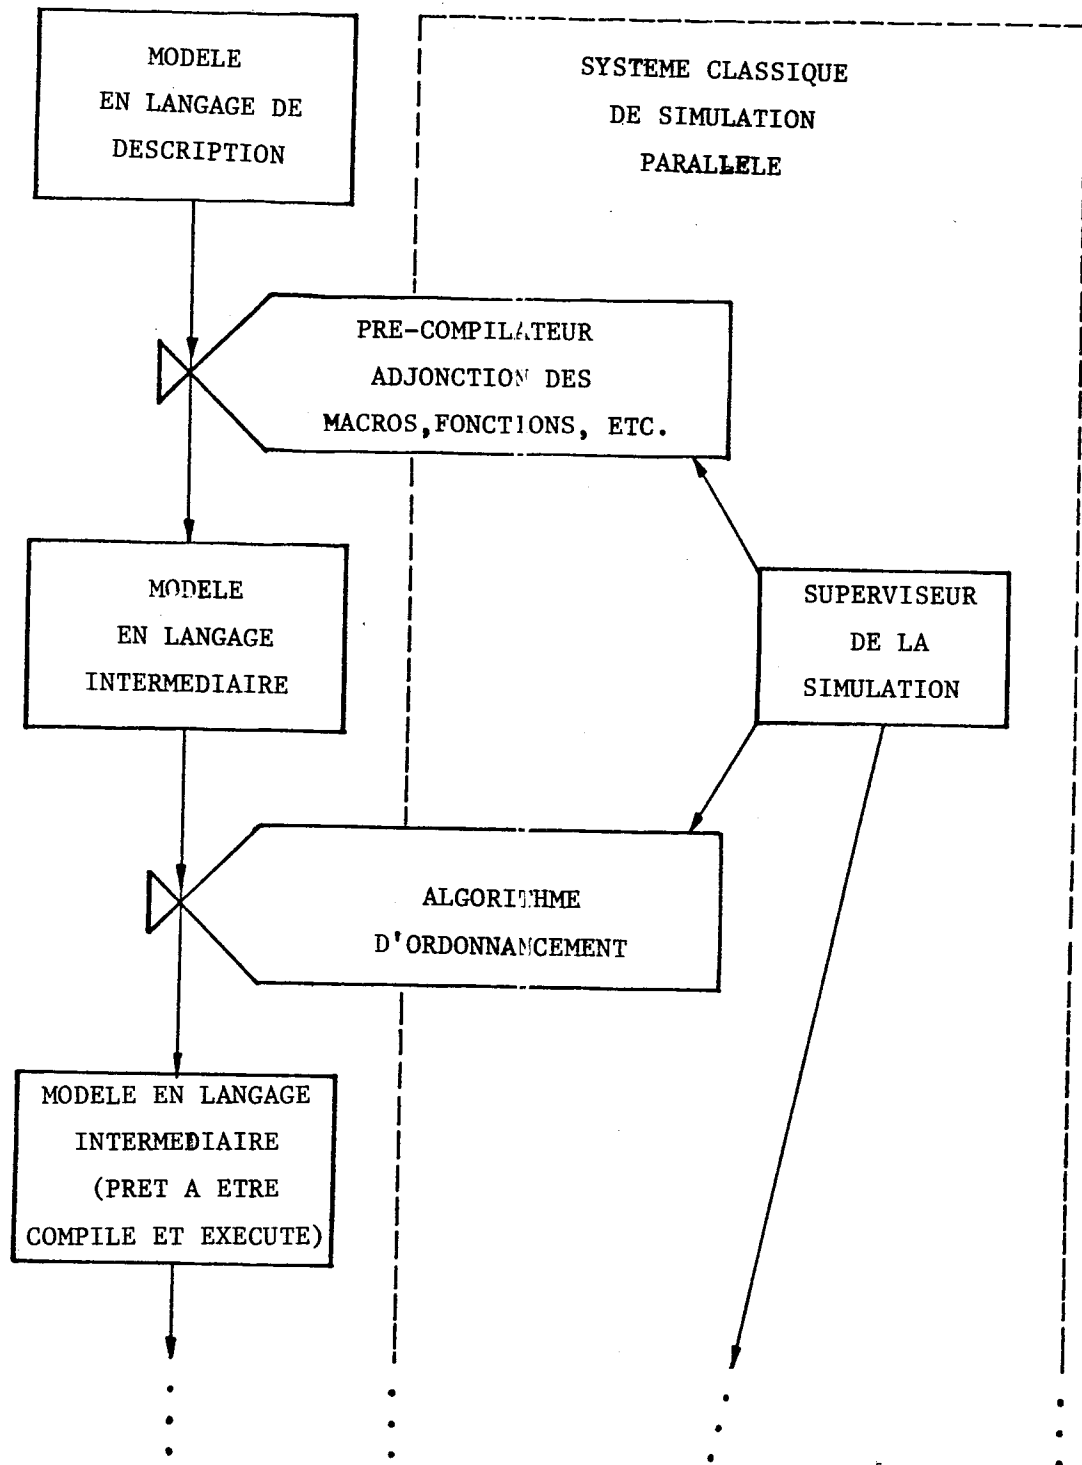 MODELE
EN LANGAGE DE
DESCRIPTION
SYSTEME CLASSIQUE
DE SIMULATION
PARALLELE
PRE-COMPILATEUR
ADJONCTION DES
MACROS,FONCTIONS, ETC.
MODELE
EN LANGAGE
INTERMEDIAIRE
SUPERVISEUR
DE LA
SIMULATION
ALGORITHME
D'ORDONNANCEMENT
MODELE EN LANGAGE
INTERMEDIAIRE
(PRET A ETRE
COMPILE ET EXECUTE)